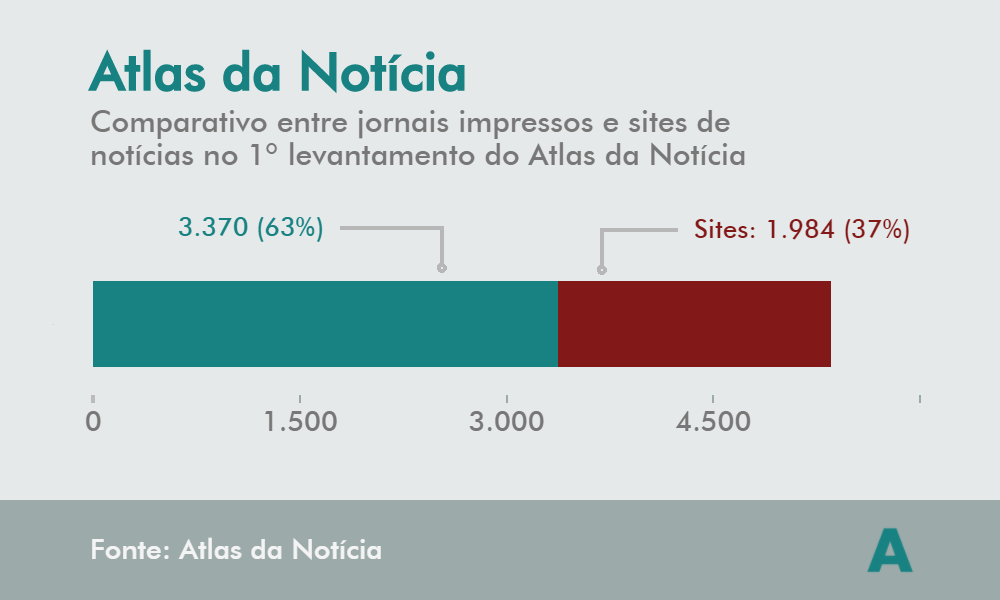 Atlas da Notícia
Comparativo entre jornais impressos e sites de
notícias no 1º levantamento do Atlas da Notícia
3.370 (63%)
Sites: 1.984 (37%)
0
1.500
3.000
4.500
Fonte: Atlas da Notícia
A